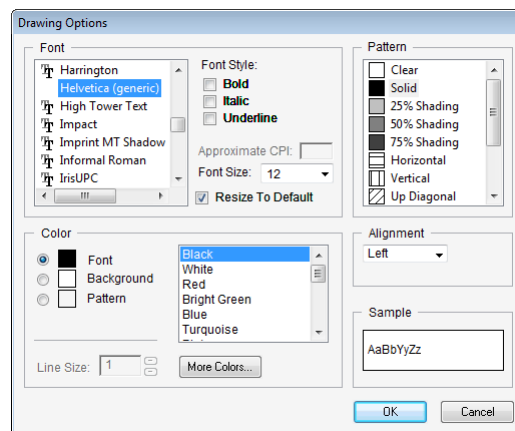 Drawing Options
Font
Harrington
Helvetica (generic)
High Tower Text
Impact
Imprint MT Shadow
Informal Roman
IrisUPC
Font Style:
Bold
Italic
Underline
Approximate CPI:
Font Size: 12
Resize To Default
Pattern
Clear
Solid
25% Shading
50% Shading
75% Shading
Horizontal
Vertical
Up Diagonal
Color
Font
Background
Pattern
Line Size: 1
Black
White
Red
Bright Green
Blue
Turquoise
More Colors...
Alignment
Left
Sample
AaBbYyZz
OK
Cancel